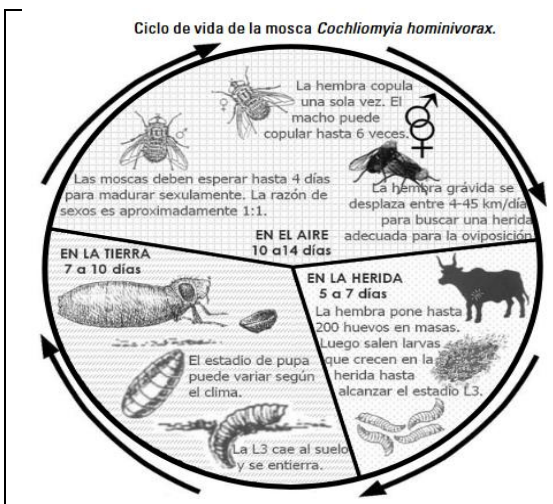 Ciclo de vida de la mosca Cochliomyia hominivorax.
La hembra copula
una sola vez. El
macho puede
copular hasta 6 veces.
Las moscas deben esperar hasta 4 días
para madurar sexulamente. La razón de
sexos es aproximadamente 1:1.
La hembra grávida se
desplaza entre 4-45 km/día
para buscar una herida
adecuada para la oviposición
EN EL AIRE
10 a14 días
EN LA TIERRA
7 a 10 días
El estadio de pupa
puede variar según
el clima.
La L3 cae al suelo
y se entierra.
EN LA HERIDA
5 a 7 días
La hembra pone hasta
200 huevos en masas.
Luego salen larvas
que crecen en la
herida hasta
alcanzar el estadio L3.